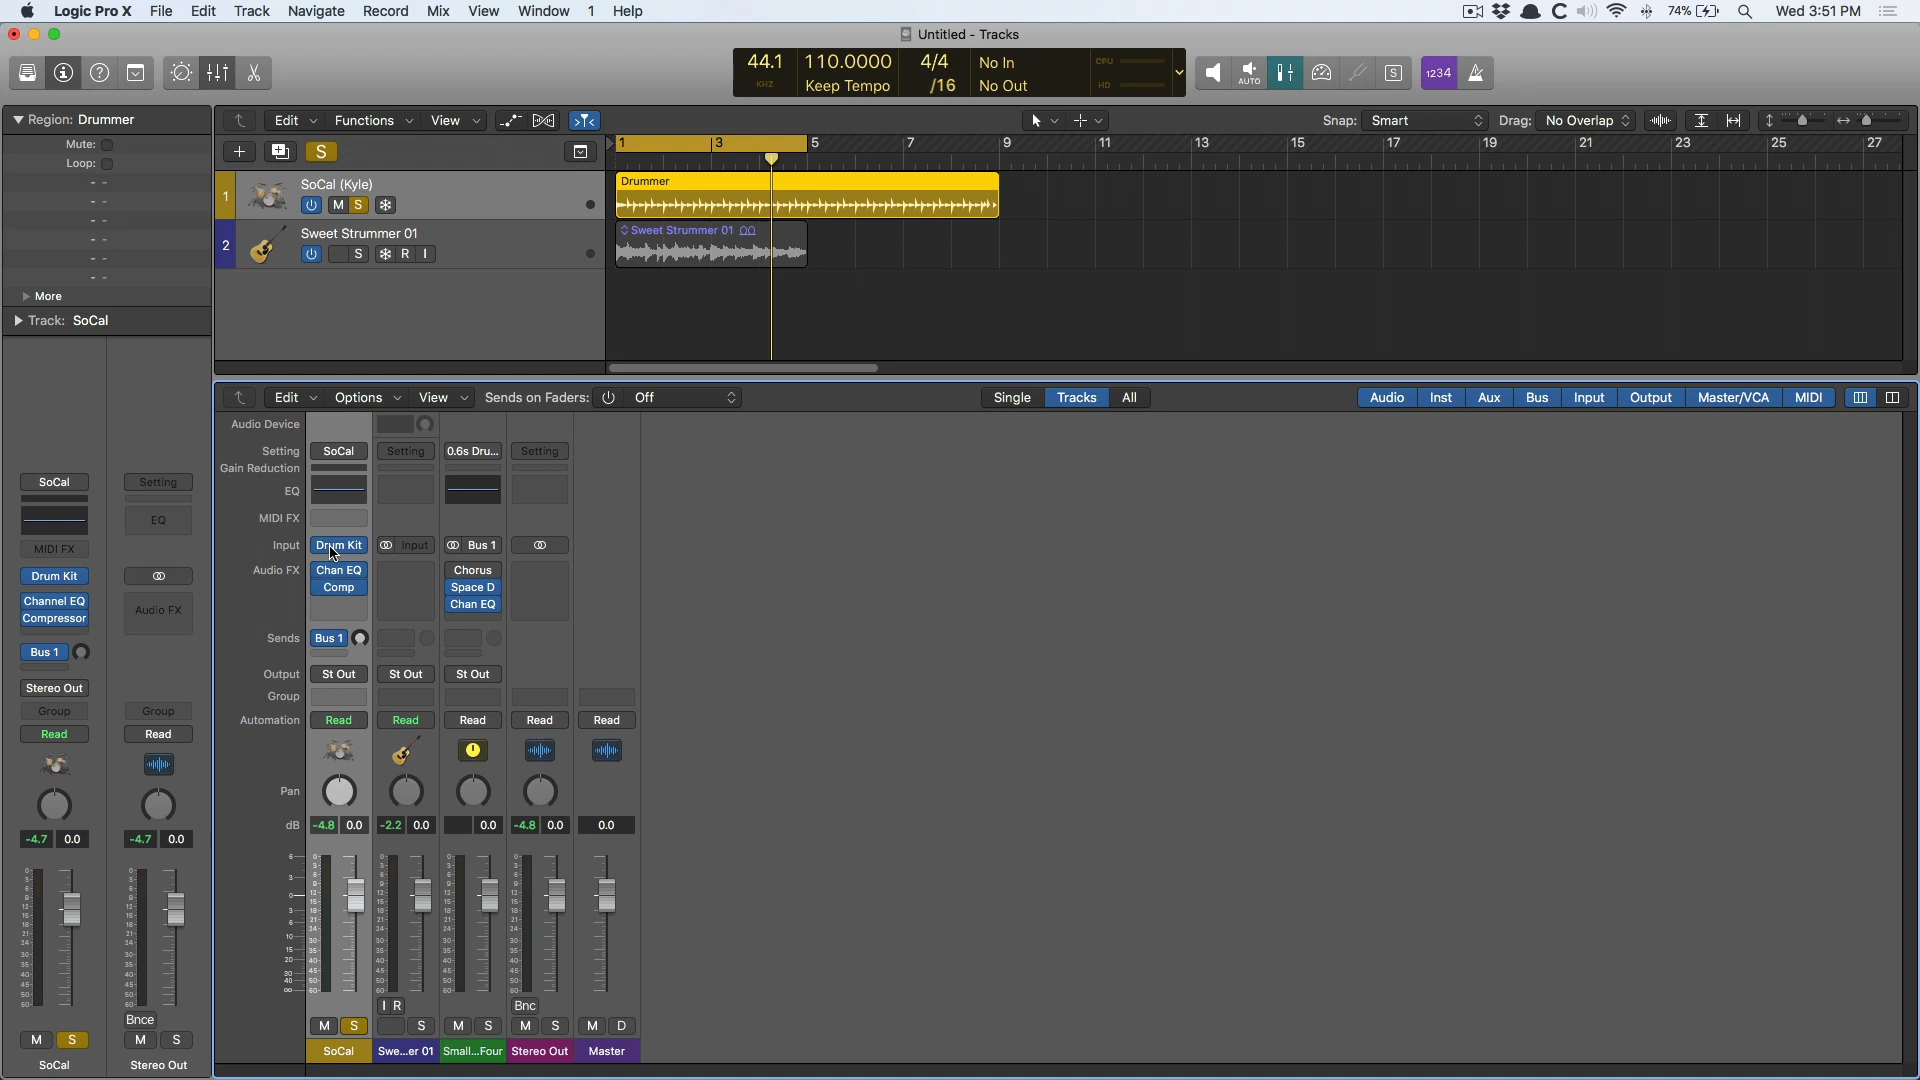 Logic Pro X File Edit Track Navigate Record Mix View Window 1 Help 74% Wed 3:51 PM
Untitled - Tracks
44.1 110.0000 4/4 No In CPU
KHZ Keep Tempo /16 No Out HD
AUTO S 1234
Region: Drummer
Mute:
Loop:
- -
- -
- -
- -
- -
- -
More
Track: SoCal
Edit Functions View Snap: Smart Drag: No Overlap
S 1 3 5 7 9 11 13 15 17 19 21 23 25 27
1 SoCal (Kyle) Drummer
M S
2 Sweet Strummer 01 Sweet Strummer 01
S R I
Edit Options View Sends on Faders: Off Single Tracks All Audio Inst Aux Bus Input Output Master/VCA MIDI
Audio Device
Setting SoCal Setting 0.6s Dru... Setting
Gain Reduction
EQ
MIDI FX
Input Drum Kit Input Bus 1
Audio FX Chan EQ Chorus
Comp Space D
Chan EQ
Sends Bus 1
Output St Out St Out St Out
Group
Automation Read Read Read Read Read
Pan
dB -4.8 0.0 -2.2 0.0 0.0 -4.8 0.0 0.0
I R Bnc
M S S M S M S M D
SoCal Swe...er 01 Small...Four Stereo Out Master
SoCal Setting
EQ
MIDI FX
Drum Kit
Channel EQ Audio FX
Compressor
Bus 1
Stereo Out
Group Group
Read Read
-4.7 0.0 -4.7 0.0
Bnce
M S M S
SoCal Stereo Out